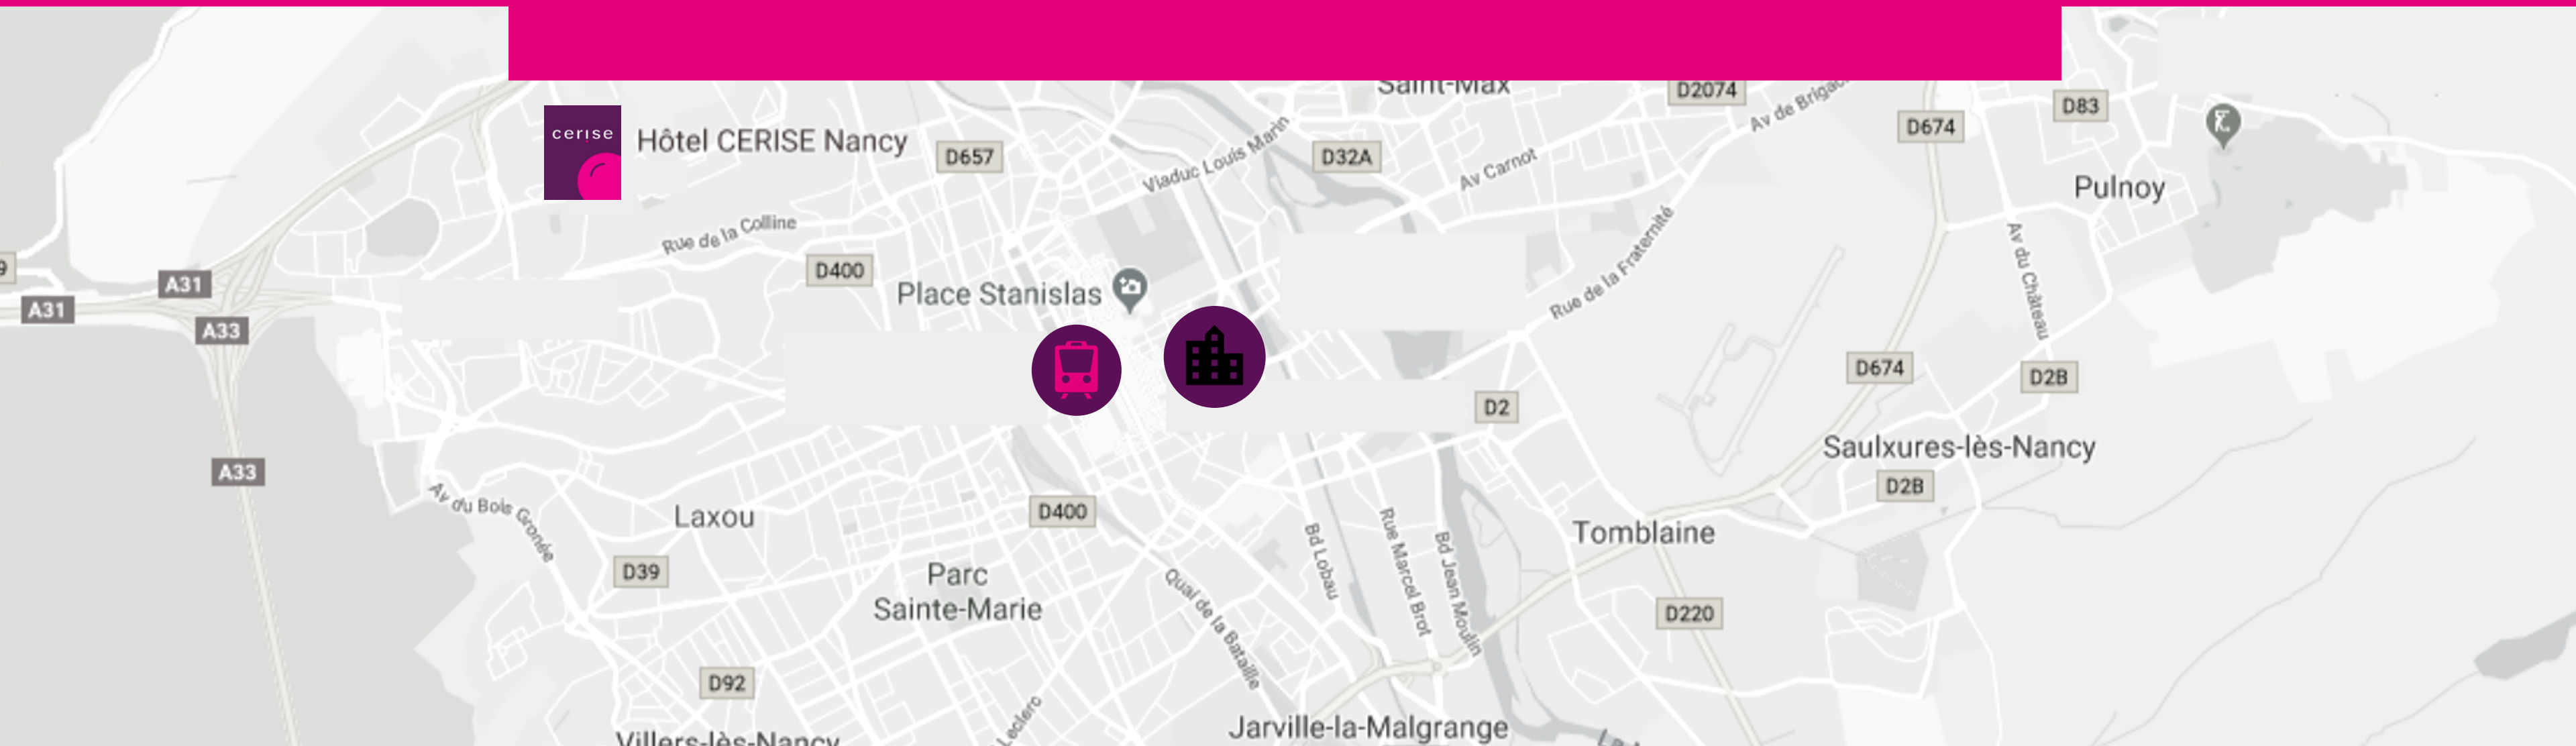 Saint-Max
D2074
Av de Brigac
D83
D674
cerise
Hôtel CERISE Nancy
D657
Viaduc Louis Marin
D32A
Av Carnot
Pulnoy
Rue de la Colline
Rue de la Fraternité
Av du Château
9
A31
D400
Place Stanislas
A31
A33
D674
D2B
D2
Saulxures-lès-Nancy
A33
D2B
Av du Bois Gronée
Laxou
D400
Bd Lobau
Rue Marcel Brot
Bd Jean Moulin
Tomblaine
D39
Parc
Sainte-Marie
Quai de la Bataille
D220
D92
Leclerc
Jarville-la-Malgrange
Villers-lès-Nancy